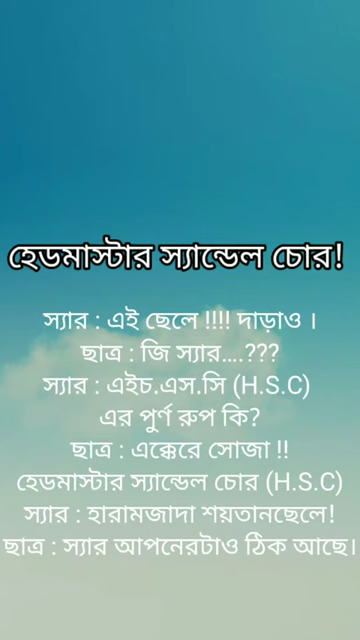 হেডমাস্টার স্যান্ডেল চোর!
স্যার : এই ছেলে !!!! দাড়াও ।
ছাত্র : জি স্যার....???
স্যার : এইচ.এস.সি (H.S.C)
এর পুর্ণ রুপ কি?
ছাত্র : এক্কেরে সোজা !!
হেডমাস্টার স্যান্ডেল চোর (H.S.C)
স্যার : হারামজাদা শয়তানছেলে!
ছাত্র : স্যার আপনেরটাও ঠিক আছে।